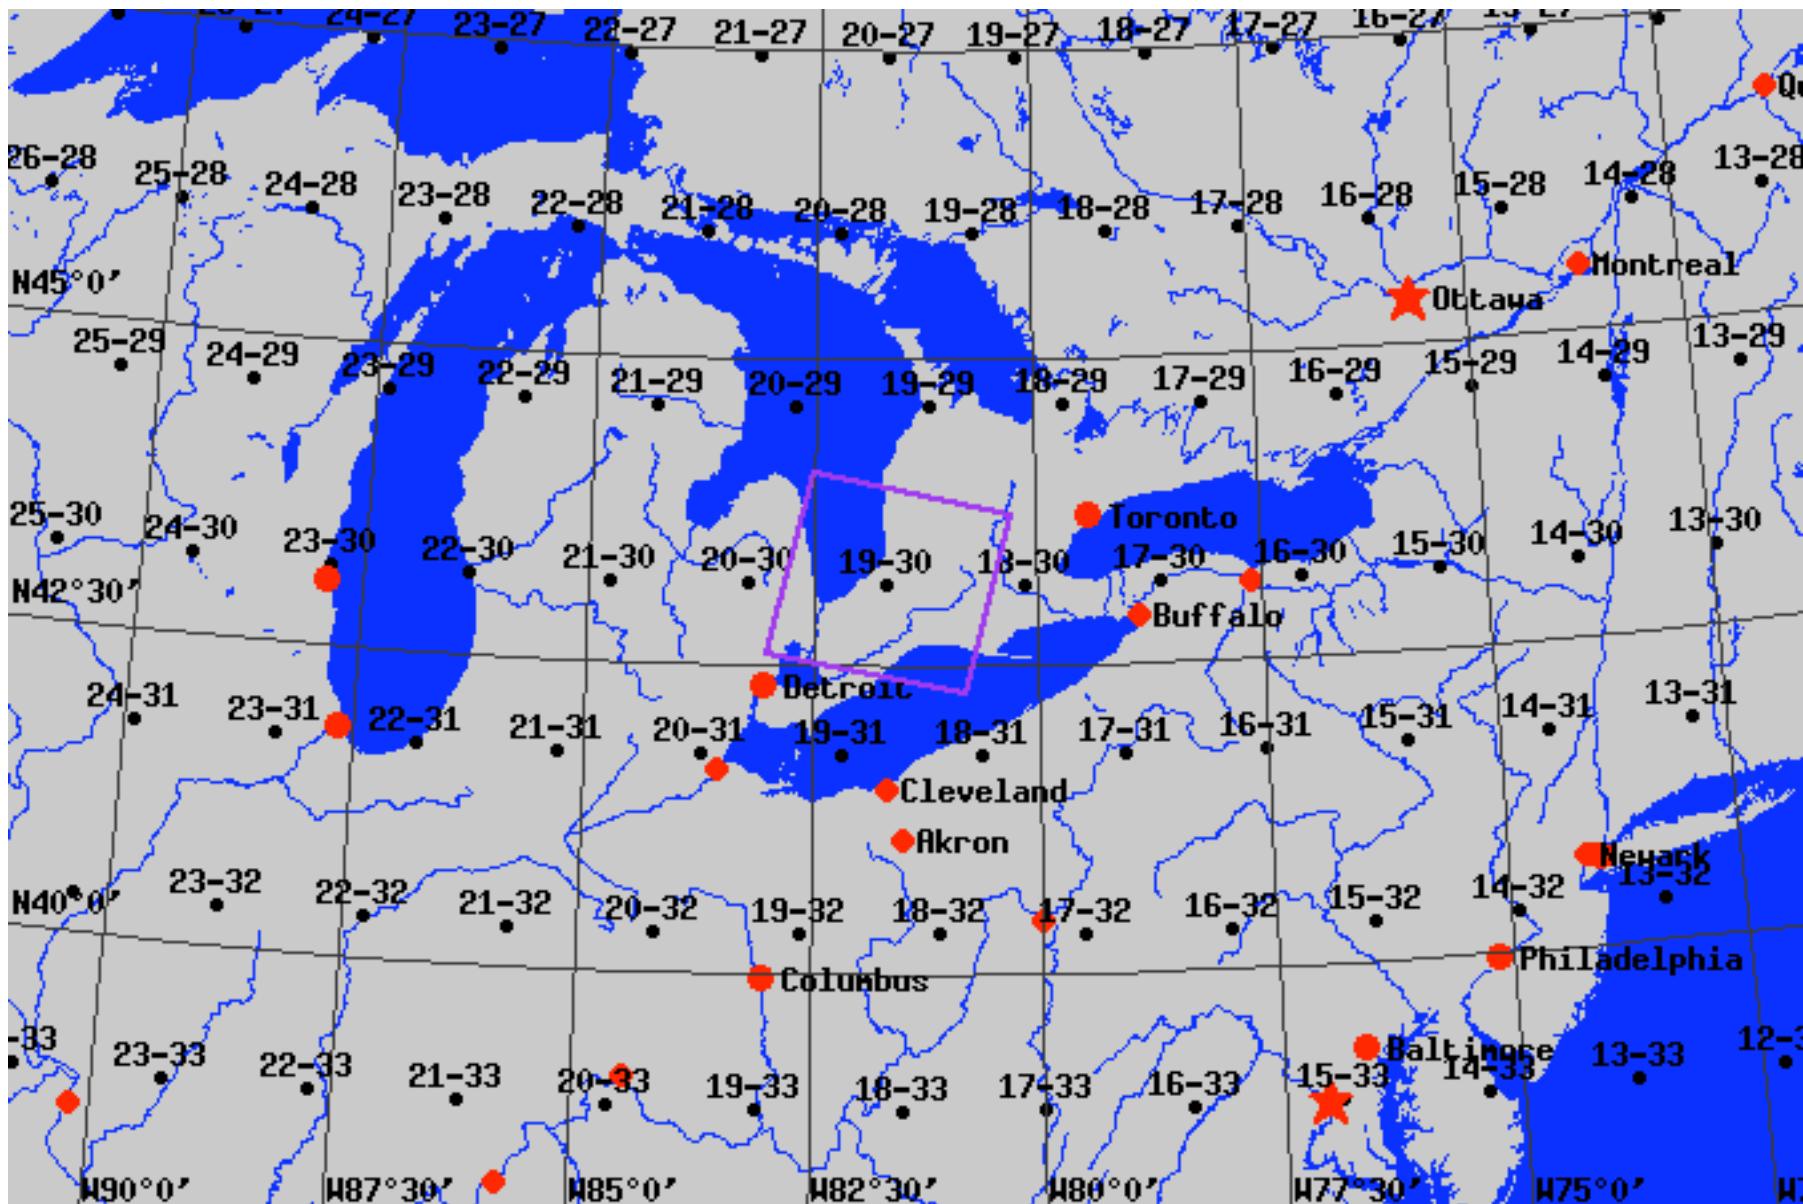 24-27 23-27 22-27 21-27 20-27 19-27 18-27 17-27 16-27
Qu
26-28 25-28 24-28 23-28 22-28 21-28 20-28 19-28 18-28 17-28 16-28 15-28 14-28 13-28
Montreal
N45°0'
Ottawa
25-29 24-29 23-29 22-29 21-29 20-29 19-29 18-29 17-29 16-29 15-29 14-29 13-29
Toronto
25-30 24-30 23-30 22-30 21-30 20-30 19-30 18-30 17-30 16-30 15-30 14-30 13-30
N42°30'
Buffalo
Detroit
24-31 23-31 22-31 21-31 20-31 19-31 18-31 17-31 16-31 15-31 14-31 13-31
Cleveland
Akron
Newark
23-32 22-32 21-32 20-32 19-32 18-32 17-32 16-32 15-32 14-32 13-32
N40°0'
Philadelphia
Columbus
Baltimore
-33 23-33 22-33 21-33 20-33 19-33 18-33 17-33 16-33 15-33 14-33 13-33 12-3
W90°0' W87°30' W85°0' W82°30' W80°0' W77°30' W75°0' W7